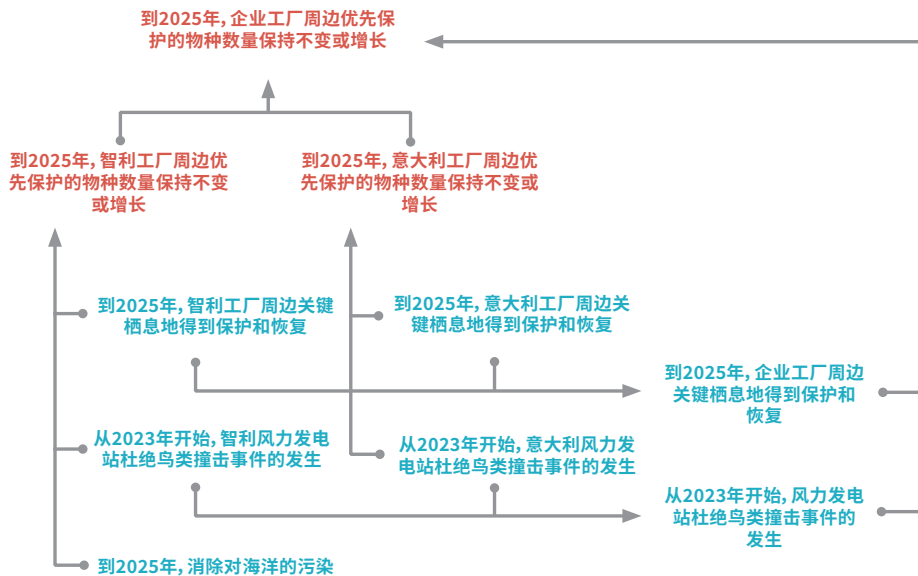 到2025年，企业工厂周边优先保
护的物种数量保持不变或增长
到2025年，智利工厂周边优
先保护的物种数量保持不变
或增长
到2025年，意大利工厂周边优
先保护的物种数量保持不变或
增长
到2025年，智利工厂周边关键
栖息地得到保护和恢复
到2025年，意大利工厂周边关
键栖息地得到保护和恢复
到2025年，企业工厂周边
关键栖息地得到保护和
恢复
从2023年开始，智利风力发电
站杜绝鸟类撞击事件的发生
从2023年开始，意大利风力发
电站杜绝鸟类撞击事件的发生
从2023年开始，风力发电
站杜绝鸟类撞击事件的
发生
到2025年，消除对海洋的污染